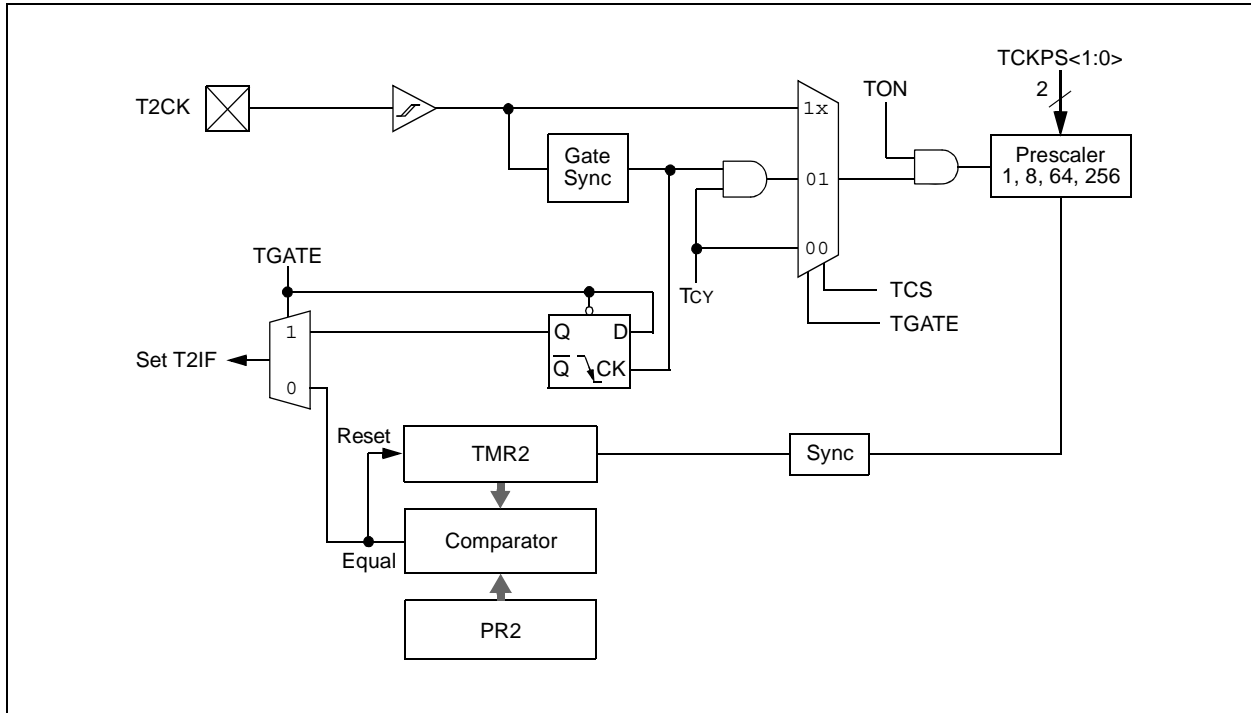 TCKPS<1:0>
2
T2CK
TON
1x
Gate
Sync
Prescaler
1, 8, 64, 256
01
TGATE
00
TCY
TCS
TGATE
1
Q
D
Set T2IF
Q
CK
0
Reset
TMR2
Sync
Equal
Comparator
PR2